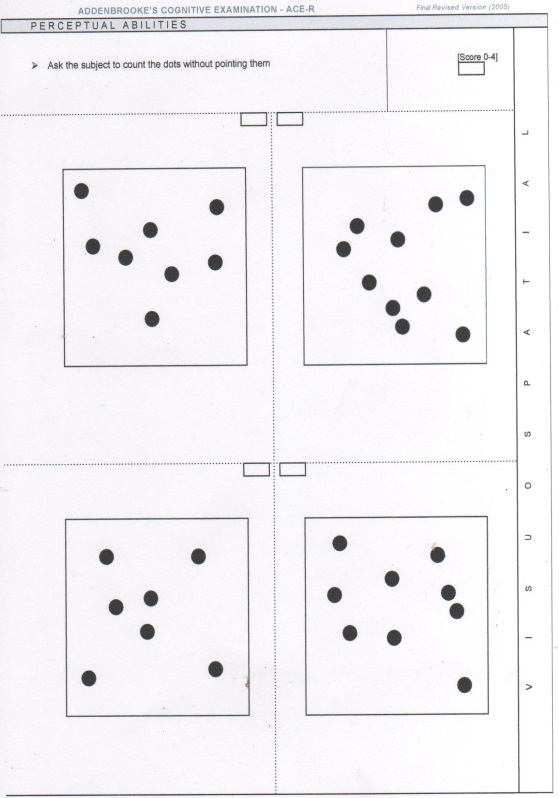 ADDENBROOKE'S COGNITIVE EXAMINATION - ACE-R
Final Revised Version (2005)
PERCEPTUAL ABILITIES
➢ Ask the subject to count the dots without pointing them
[Score 0-4]
VISUOSPATIAL